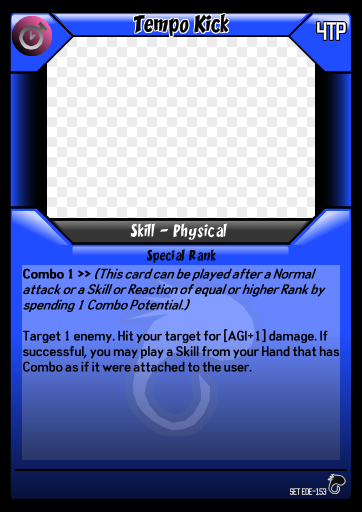 Tempo Kick
4TP
Skill - Physical
Special Rank
Combo 1 >> (This card can be played after a Normal
attack or a Skill or Reaction of equal or higher Rank by
spending 1 Combo Potential.)
Target 1 enemy. Hit your target for [AGI+1] damage. If
successful, you may play a Skill from your Hand that has
Combo as if it were attached to the user.
SET EOE-153